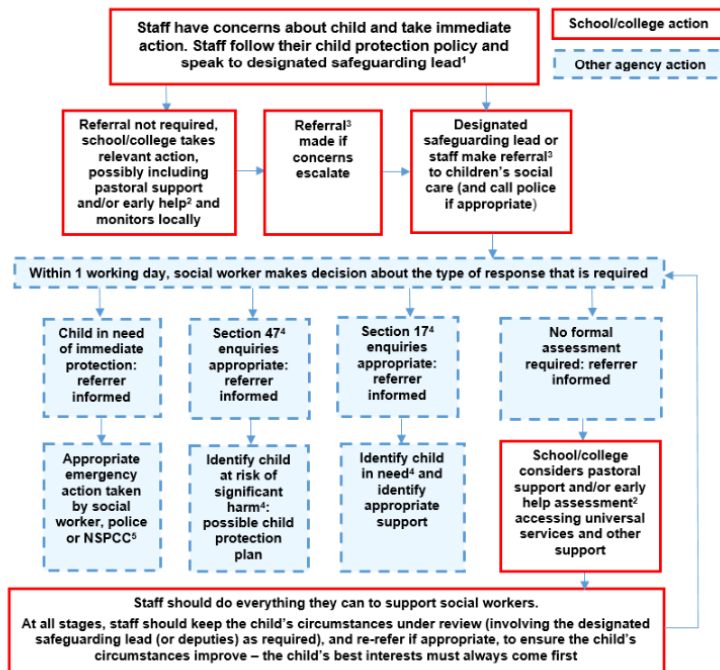 Staff have concerns about child and take immediate
action. Staff follow their child protection policy and
speak to designated safeguarding lead¹
School/college action
Other agency action
Referral not required,
school/college takes
relevant action,
possibly including
pastoral support
and/or early help² and
monitors locally
Referral³
made if
concerns
escalate
Designated
safeguarding lead or
staff make referral³
to children's social
care (and call police
if appropriate)
Within 1 working day, social worker makes decision about the type of response that is required
Child in need
of immediate
protection:
referrer
informed
Section 47⁴
enquiries
appropriate:
referrer
informed
Section 17⁴
enquiries
appropriate:
referrer
informed
No formal
assessment
required: referrer
informed
Appropriate
emergency
action taken
by social
worker, police
or NSPCC⁵
Identify child
at risk of
significant
harm⁴:
possible child
protection
plan
Identify child
in need⁴ and
identify
appropriate
support
School/college
considers pastoral
support and/or early
help assessment²
accessing universal
services and other
support
Staff should do everything they can to support social workers.
At all stages, staff should keep the child's circumstances under review (involving the designated
safeguarding lead (or deputies) as required), and re-refer if appropriate, to ensure the child's
circumstances improve – the child's best interests must always come first